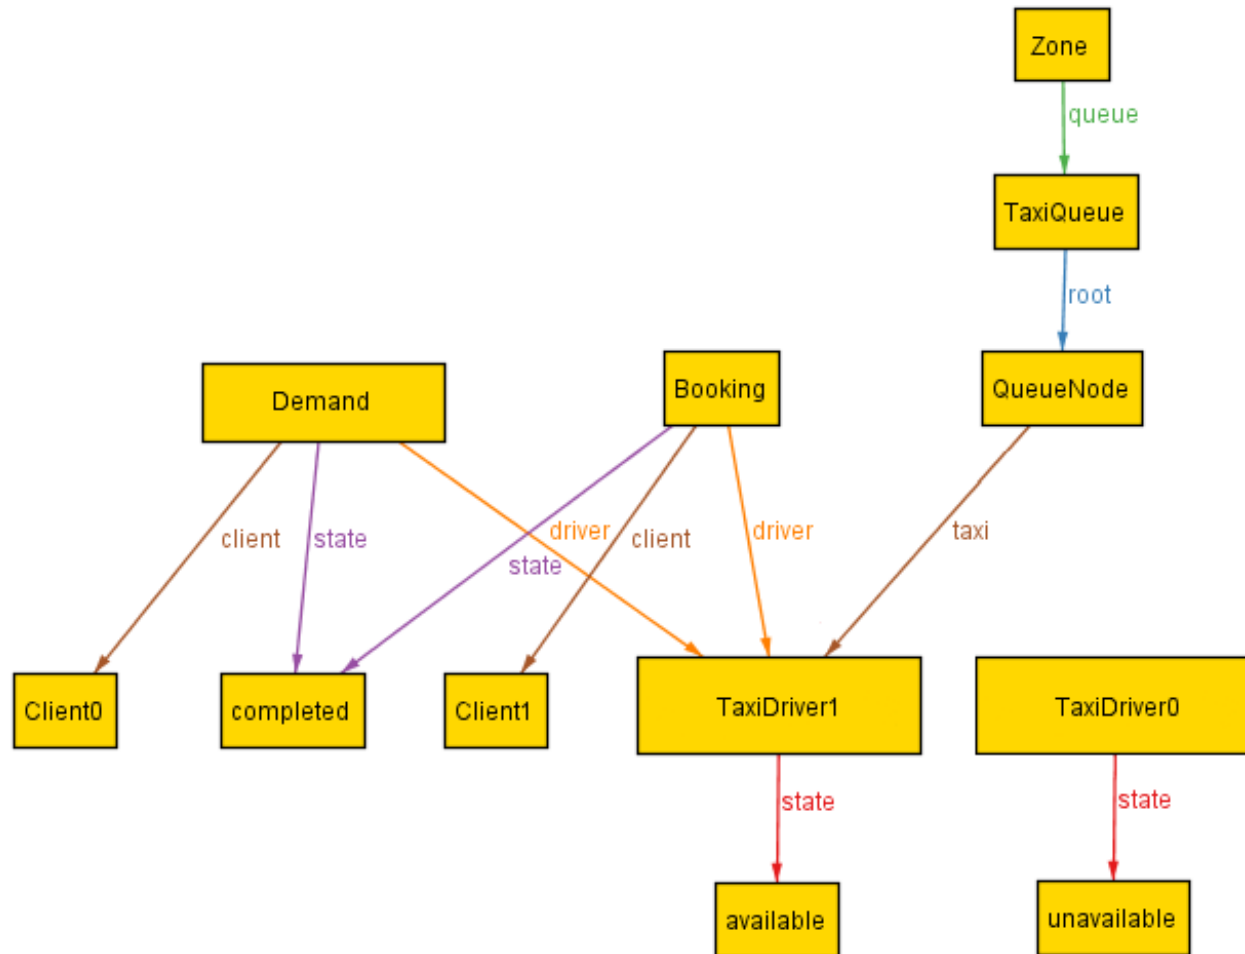 Zone
queue
TaxiQueue
root
Demand
Booking
QueueNode
client
state
driver
state
client
driver
taxi
Client0
completed
Client1
TaxiDriver1
TaxiDriver0
state
state
available
unavailable